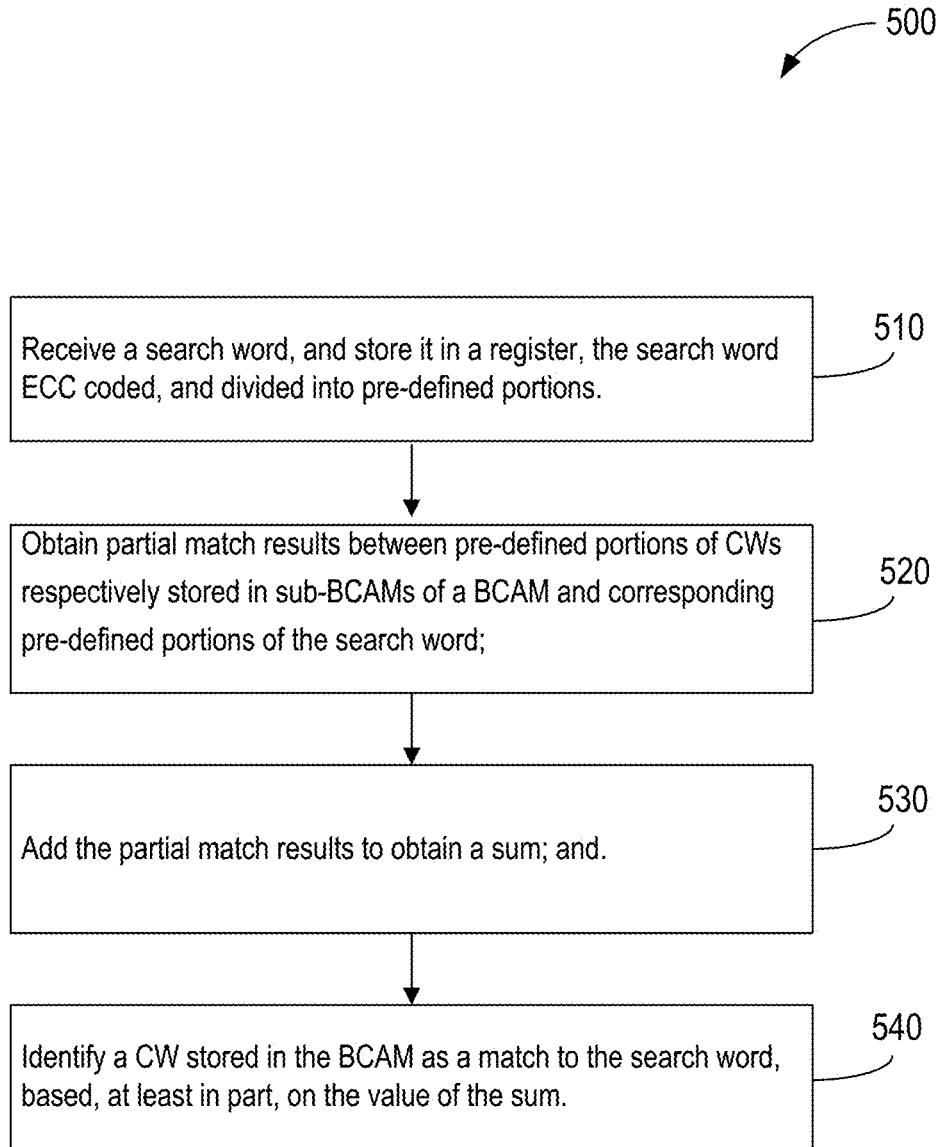 500
Receive a search word, and store it in a register, the search word
ECC coded, and divided into pre-defined portions.
510
Obtain partial match results between pre-defined portions of CWs
respectively stored in sub-BCAMs of a BCAM and corresponding
pre-defined portions of the search word;
520
Add the partial match results to obtain a sum; and.
530
Identify a CW stored in the BCAM as a match to the search word,
based, at least in part, on the value of the sum.
540